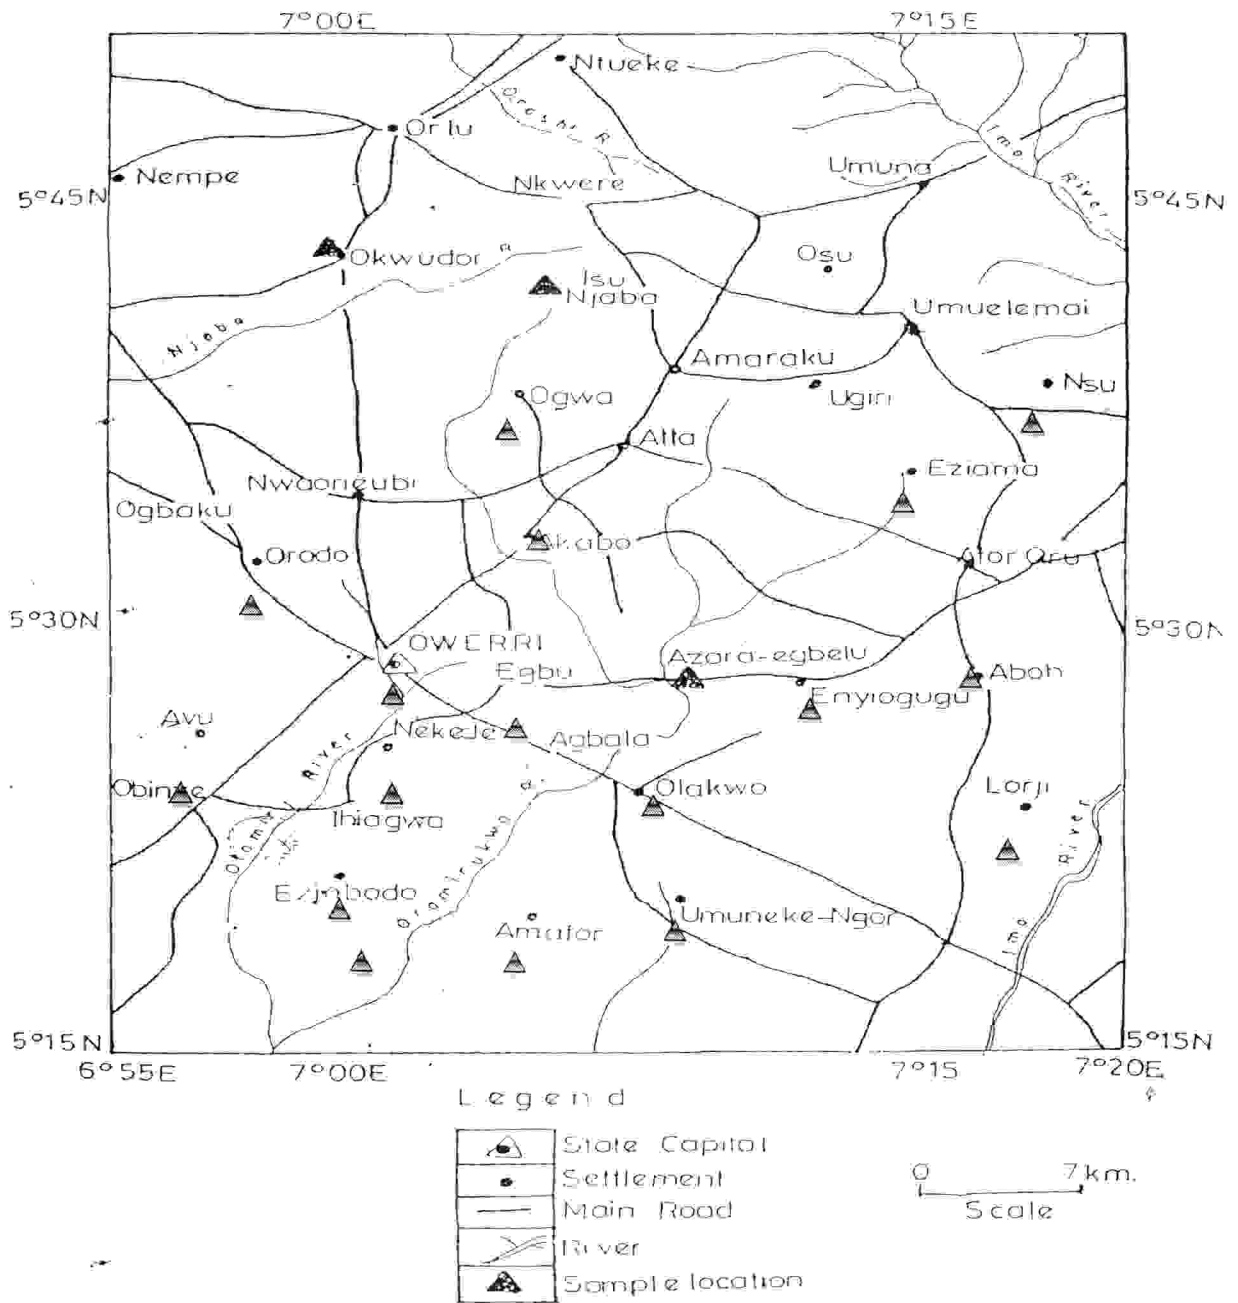 7°00E
7°15E
Ntueke
Orlu
Oreshi R
Imo
River
Umuna
Nempe
Nkwere
5°45N
5°45N
Okwudor
R
Osu
Isu
Njaba
Umuelemai
Njaba
Amaraku
Nsu
Ogwa
Ugiri
Atta
Eziama
Nwaorieubi
Ogbaku
Akabo
Orodo
Ator Oru
5°30N
5°30N
OWERRI
Azara-egbelu
Egbu
Aboh
Enyiogugu
Avu
Nekede
Agbala
River
Obinze
Olakwo
Lorji
Otamiri
Ihiagwa
Oramirukwa
River
Ezinbodo
Umuneke-Ngor
Amafor
Imo
5°15N
5°15N
6°55E
7°00E
7°15
7°20E
Legend
State Capital
Settlement
0
7km.
Main Road
Scale
River
Sample location